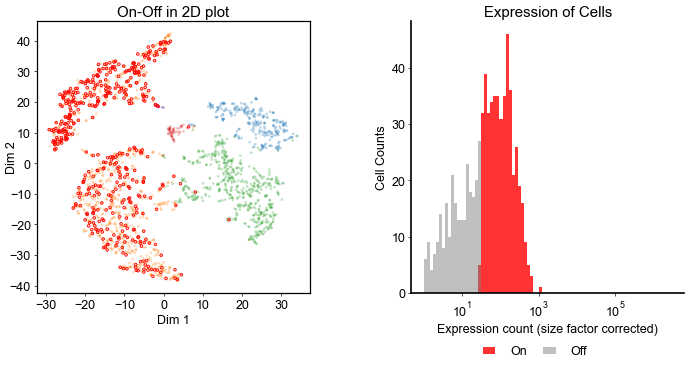 On-Off in 2D plot
40
30
20
10
0
−10
−20
−30
−40
Dim 2
−30 −20 −10 0 10 20 30
Dim 1
Expression of Cells
40
30
20
10
0
Cell Counts
10^1 10^3 10^5
Expression count (size factor corrected)
On Off